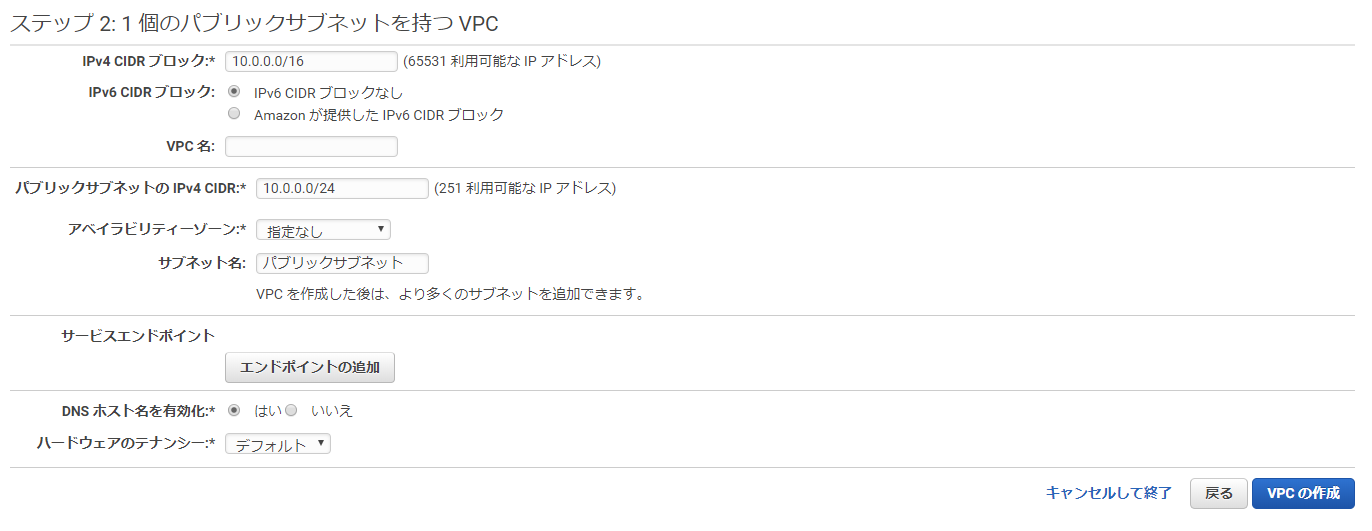 ステップ 2: 1 個のパブリックサブネットを持つ VPC
IPv4 CIDR ブロック:* 10.0.0.0/16 (65531 利用可能な IP アドレス)
IPv6 CIDR ブロック: IPv6 CIDR ブロックなし
Amazon が提供した IPv6 CIDR ブロック
VPC 名:
パブリックサブネットの IPv4 CIDR:* 10.0.0.0/24 (251 利用可能な IP アドレス)
アベイラビリティーゾーン:* 指定なし
サブネット名: パブリックサブネット
VPC を作成した後は、より多くのサブネットを追加できます。
サービスエンドポイント
エンドポイントの追加
DNS ホスト名を有効化:* はい いいえ
ハードウェアのテナンシー:* デフォルト
キャンセルして終了 戻る VPC の作成